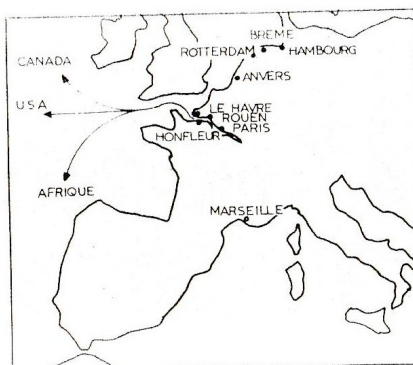 BREME
ROTTERDAM HAMBOURG
CANADA
ANVERS
USA
LE HAVRE
ROUEN
PARIS
HONFLEUR
AFRIQUE
MARSEILLE